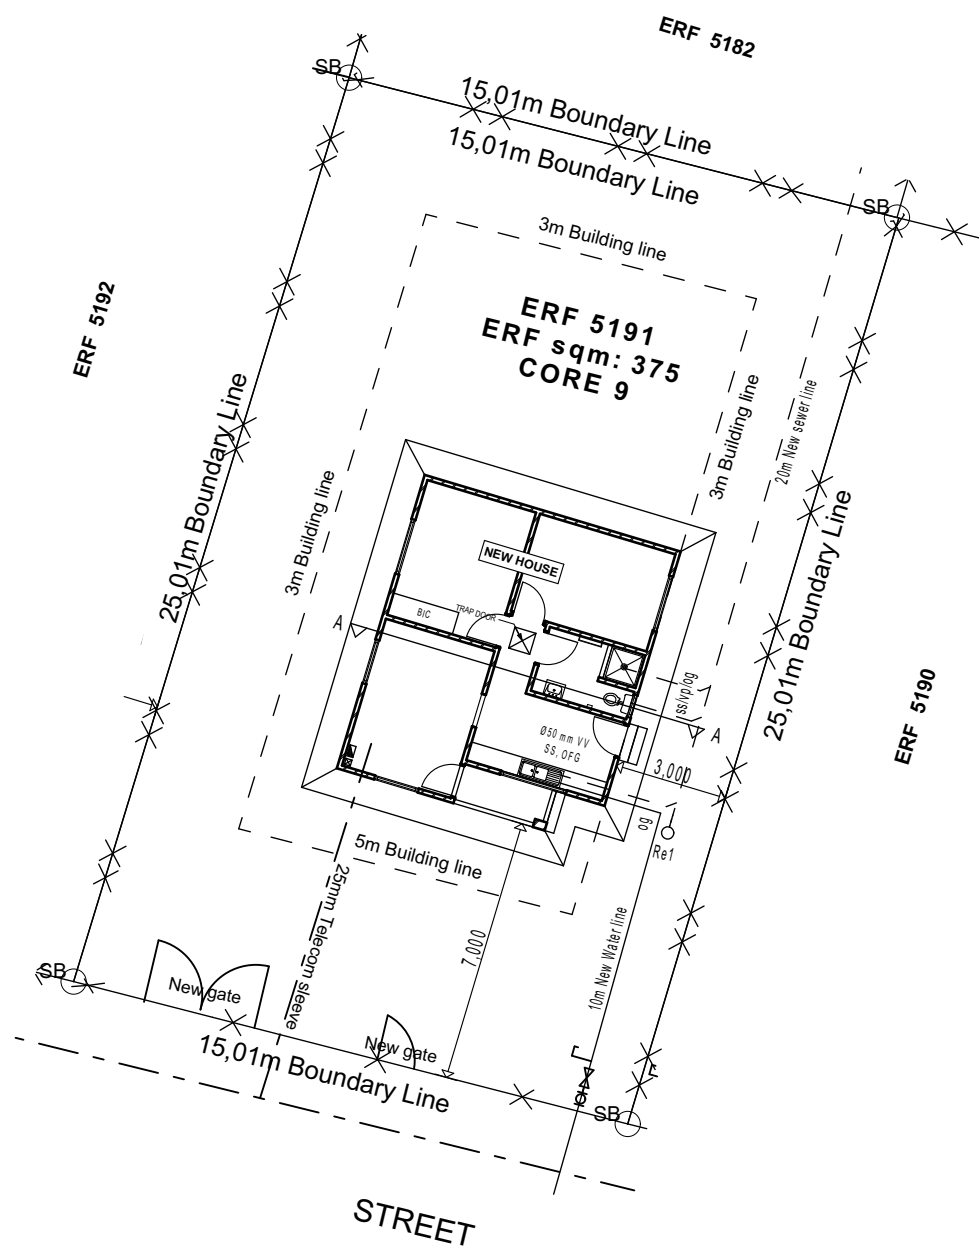 ERF 5182
SB
15,01m Boundary Line
15,01m Boundary Line
SB
3m Building line
ERF 5192
ERF 5191
ERF sqm: 375
CORE 9
25,01m Boundary Line
3m Building line
3m Building line
20m New sewer line
25,01m Boundary Line
NEW HOUSE
BIC
TRAP DOOR
A
ss/vp/og
A
ERF 5190
Ø50 mm VV
SS, OFG
3,000
og
Re1
5m Building line
25mm Telecom sleeve
7,000
10m New Water line
SB
New gate
New gate
15,01m Boundary Line
SB
STREET